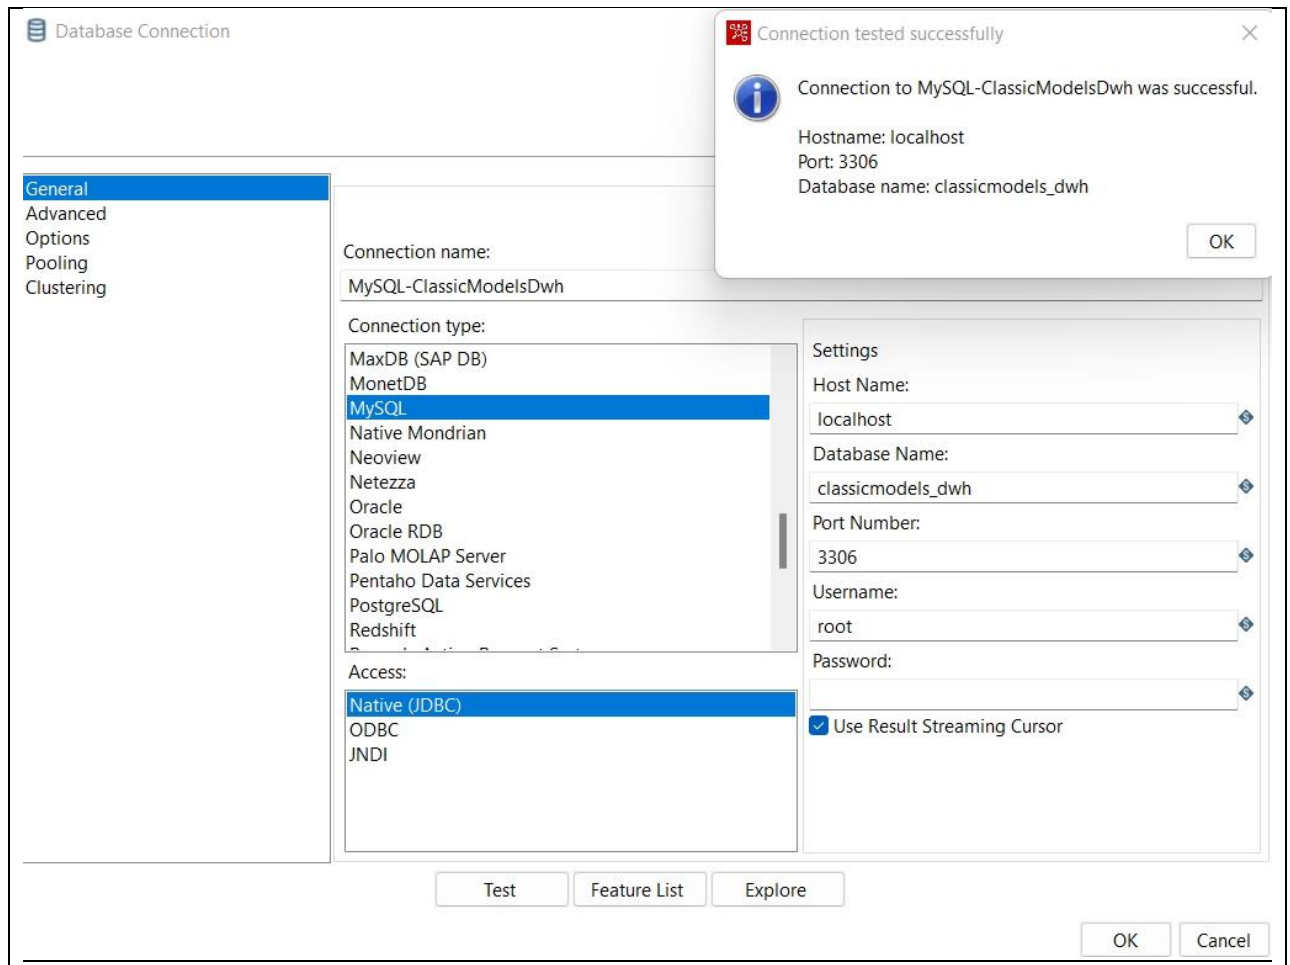 Database Connection
Connection tested successfully
Connection to MySQL-ClassicModelsDwh was successful.
Hostname: localhost
Port: 3306
Database name: classicmodels_dwh
OK
General
Advanced
Options
Pooling
Clustering
Connection name:
MySQL-ClassicModelsDwh
Connection type:
MaxDB (SAP DB)
MonetDB
MySQL
Native Mondrian
Neoview
Netezza
Oracle
Oracle RDB
Palo MOLAP Server
Pentaho Data Services
PostgreSQL
Redshift
Access:
Native (JDBC)
ODBC
JNDI
Settings
Host Name:
localhost
Database Name:
classicmodels_dwh
Port Number:
3306
Username:
root
Password:
Use Result Streaming Cursor
Test
Feature List
Explore
OK
Cancel